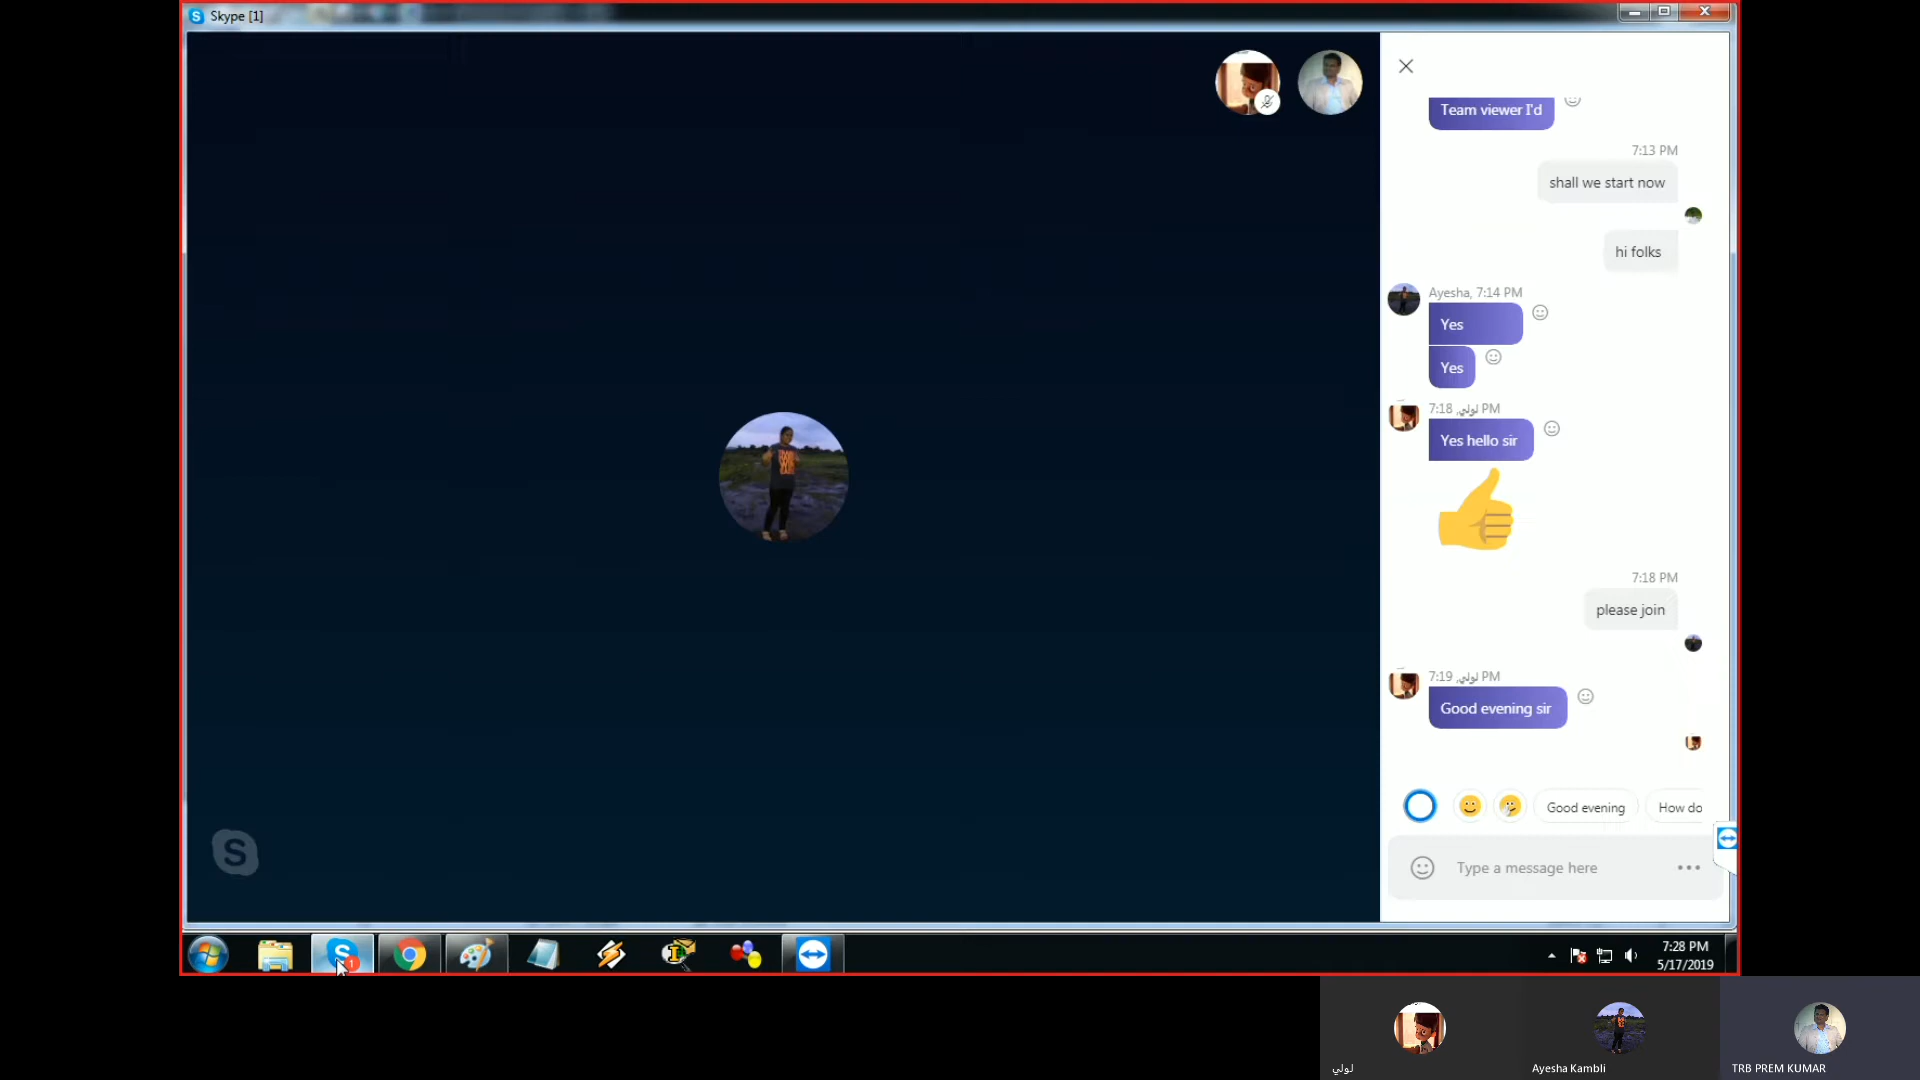 Skype [1]
Team viewer I'd
7:13 PM
shall we start now
hi folks
Ayesha, 7:14 PM
Yes
Yes
7:18 ,لولي PM
Yes hello sir
7:18 PM
please join
7:19 ,لولي PM
Good evening sir
Good evening
How do
Type a message here
1
7:28 PM
5/17/2019
لولي
Ayesha Kambli
TRB PREM KUMAR